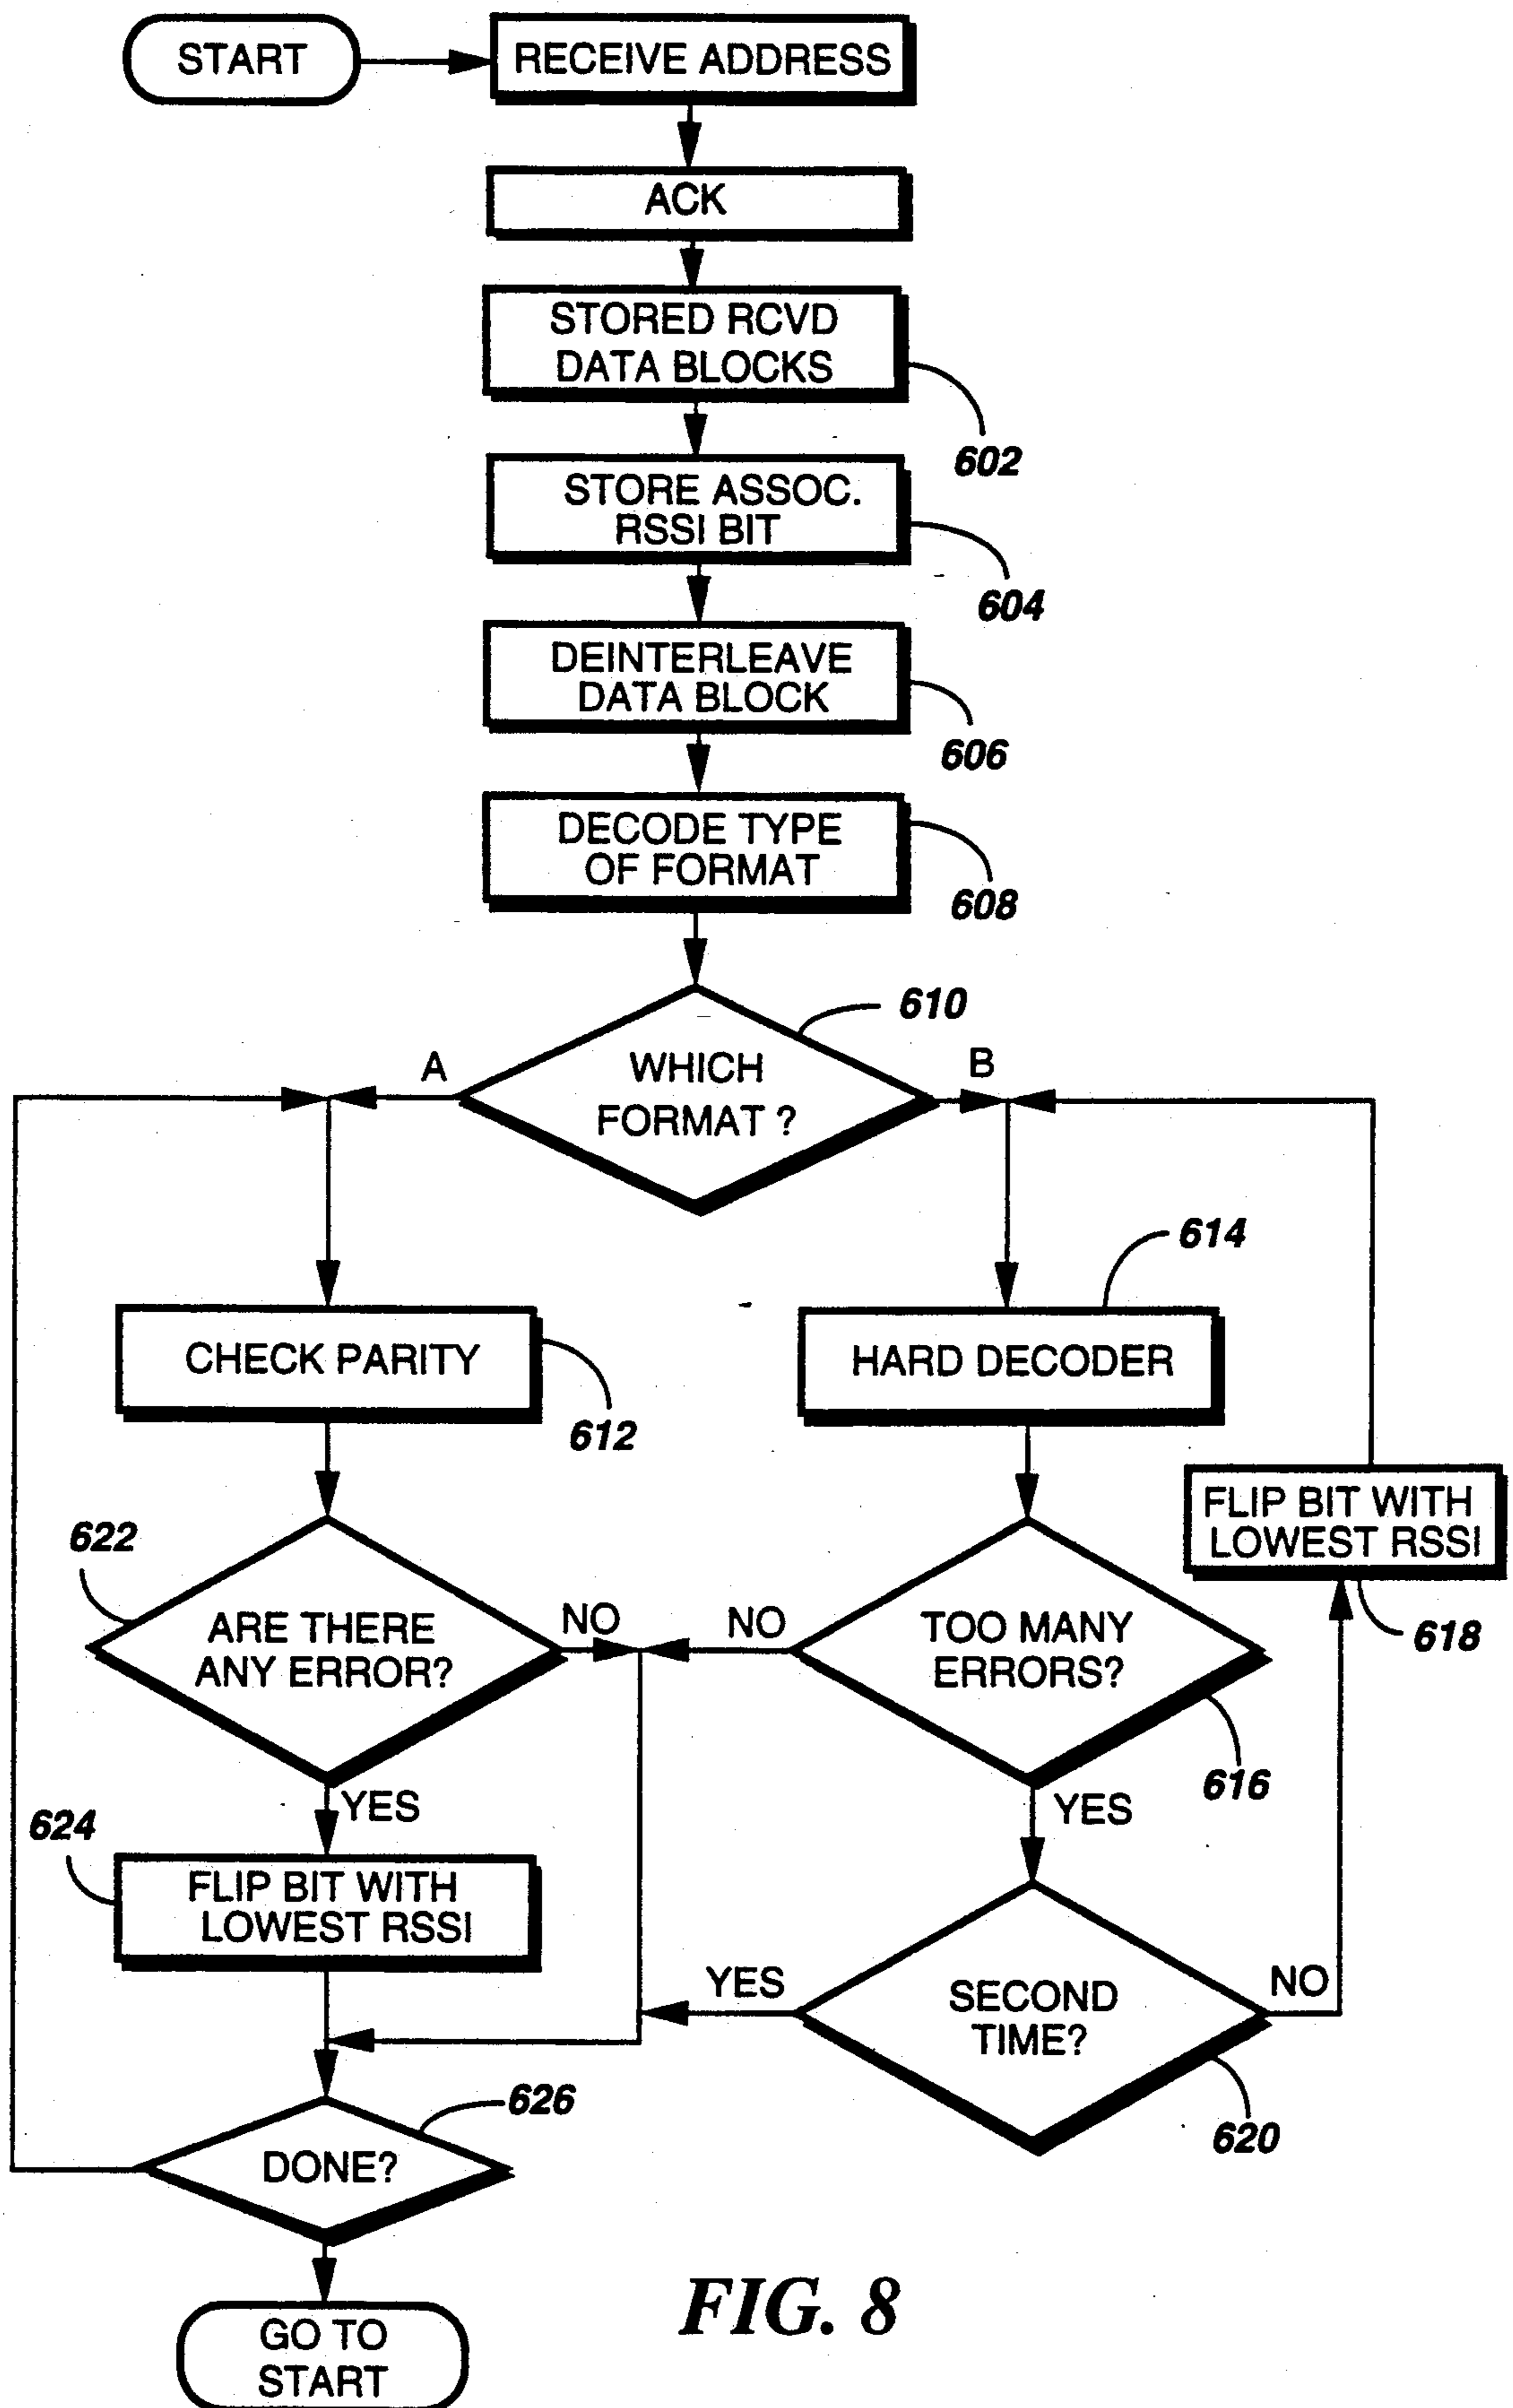 START
RECEIVE ADDRESS
ACK
STORED RCVD
DATA BLOCKS
602
STORE ASSOC.
RSSI BIT
604
DEINTERLEAVE
DATA BLOCK
606
DECODE TYPE
OF FORMAT
608
610
A
WHICH
FORMAT ?
B
614
CHECK PARITY
612
HARD DECODER
FLIP BIT WITH
LOWEST RSSI
618
622
ARE THERE
ANY ERROR?
NO
NO
TOO MANY
ERRORS?
616
YES
YES
624
FLIP BIT WITH
LOWEST RSSI
YES
SECOND
TIME?
NO
620
626
DONE?
GO TO
START
FIG. 8